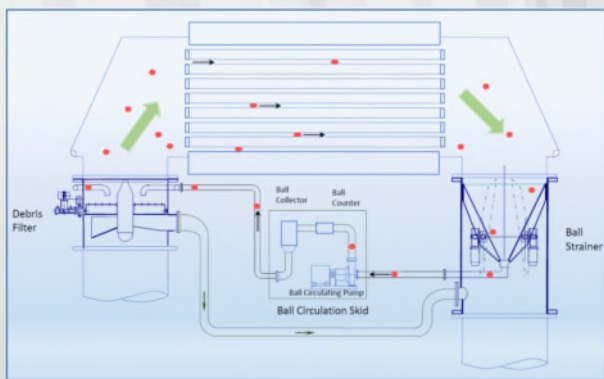 Ball
Collector
Ball
Counter
Debris
Filter
Ball
Strainer
Ball Circulating Pump
Ball Circulation Skid